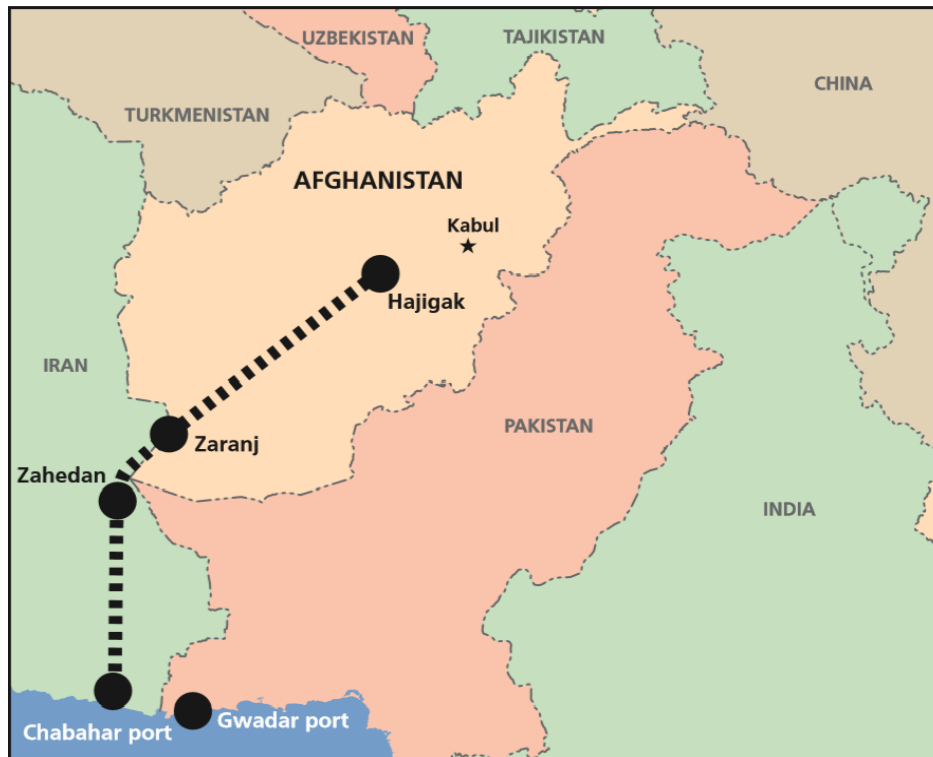 UZBEKISTAN
TAJIKISTAN
CHINA
TURKMENISTAN
AFGHANISTAN
Kabul
Hajigak
IRAN
PAKISTAN
Zaranj
Zahedan
INDIA
Gwadar port
Chabahar port